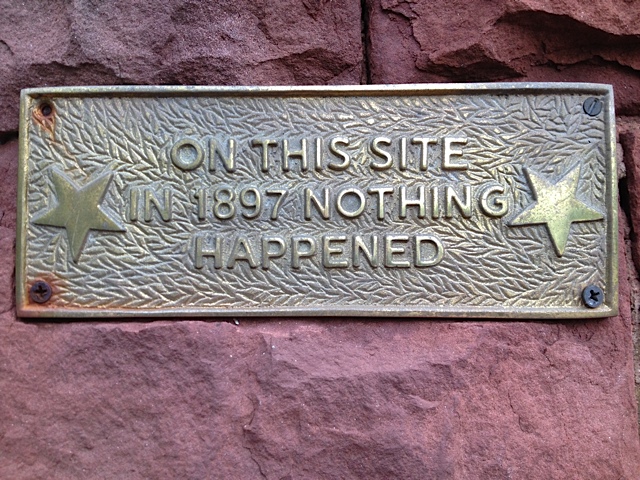 ON THIS SITE
IN 1897 NOTHING
HAPPENED